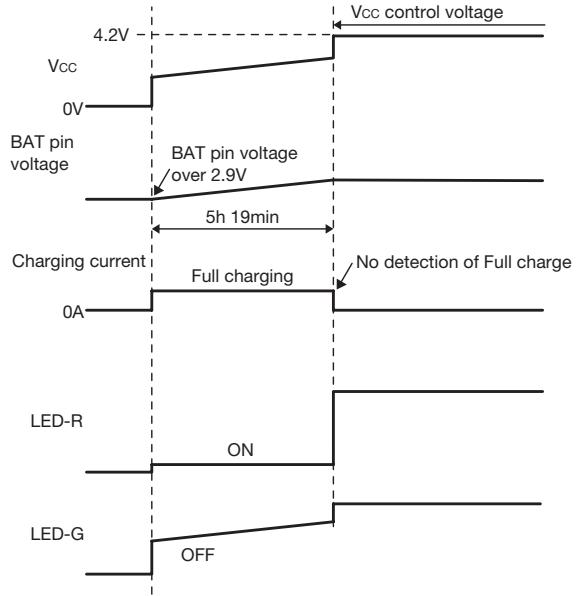 Vcc control voltage
4.2V
Vcc
0V
BAT pin
voltage
BAT pin voltage
over 2.9V
5h 19min
Charging current
Full charging
No detection of Full charge
0A
LED-R
ON
LED-G
OFF